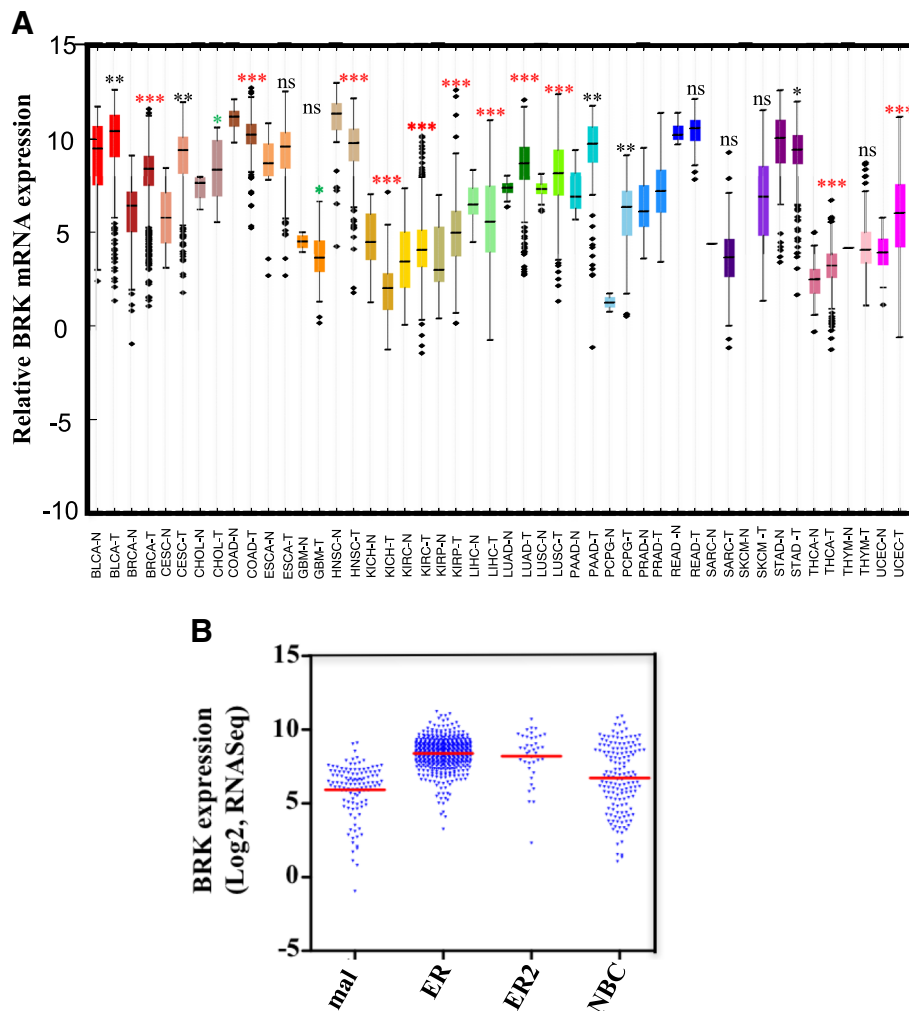 A
Relative BRK mRNA expression
15
10
5
0
-5
-10
**
***
**
*
***
ns
ns
*
***
***
***
***
***
***
***
**
**
ns
ns
ns
*
***
ns
***
BLCA-N
BLCA-T
BRCA-N
BRCA-T
CESC-N
CESC-T
CHOL-N
CHOL-T
COAD-N
COAD-T
ESCA-N
ESCA-T
GBM-N
GBM-T
HNSC-N
HNSC-T
KICH-N
KICH-T
KIRC-N
KIRC-T
KIRP-N
KIRP-T
LIHC-N
LIHC-T
LUAD-N
LUAD-T
LUSC-N
LUSC-T
PAAD-N
PAAD-T
PCPG-N
PCPG-T
PRAD-N
PRAD-T
READ-N
READ-T
SARC-N
SARC-T
SKCM-N
SKCM-T
STAD-N
STAD-T
THCA-N
THCA-T
THYM-N
THYM-T
UCEC-N
UCEC-T
B
BRK expression
(Log2, RNASeq)
15
10
5
0
-5
mal
ER
ER2
NBC